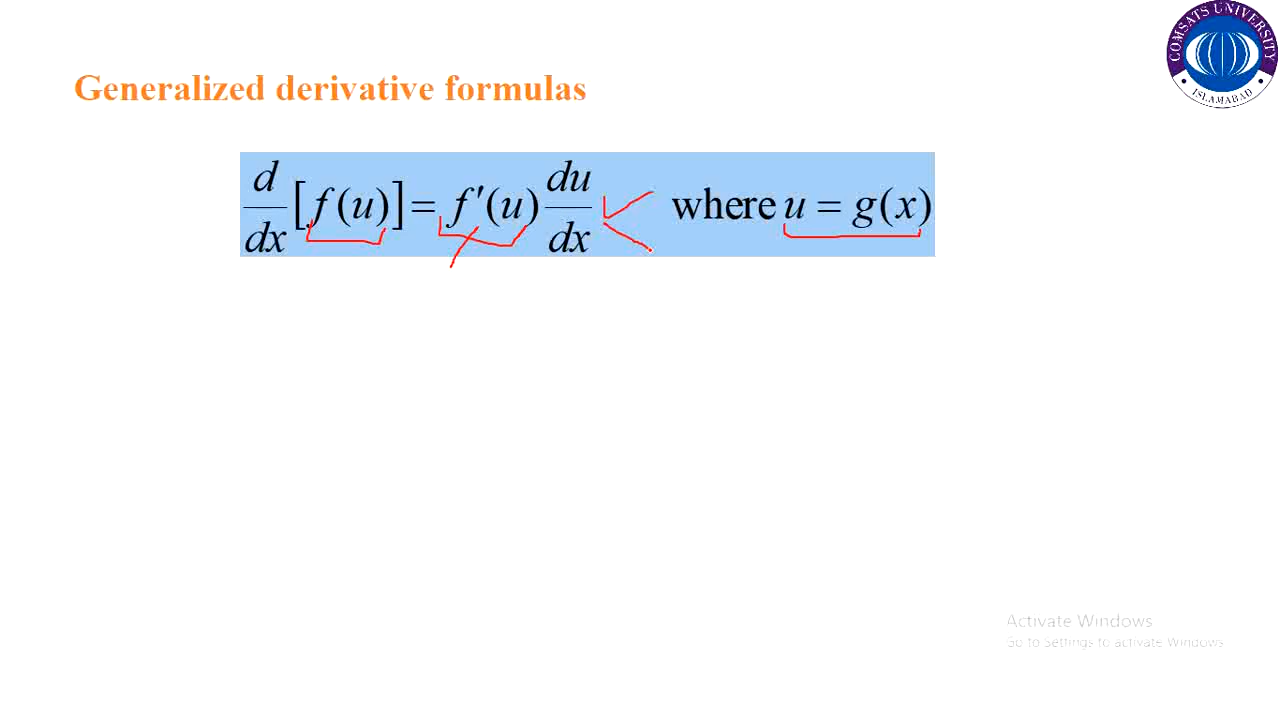 COMSATS UNIVERSITY
ISLAMABAD
Generalized derivative formulas
d/dx [f(u)] = f'(u) du/dx where u = g(x)
Activate Windows
Go to Settings to activate Windows